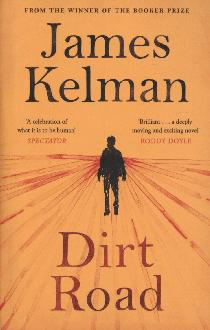 FROM THE WINNER OF THE BOOKER PRIZE
James
Kelman
'A celebration of
what it is to be human'
SPECTATOR
'Brilliant . . . a deeply
moving and exciting novel'
RODDY DOYLE
Dirt
Road